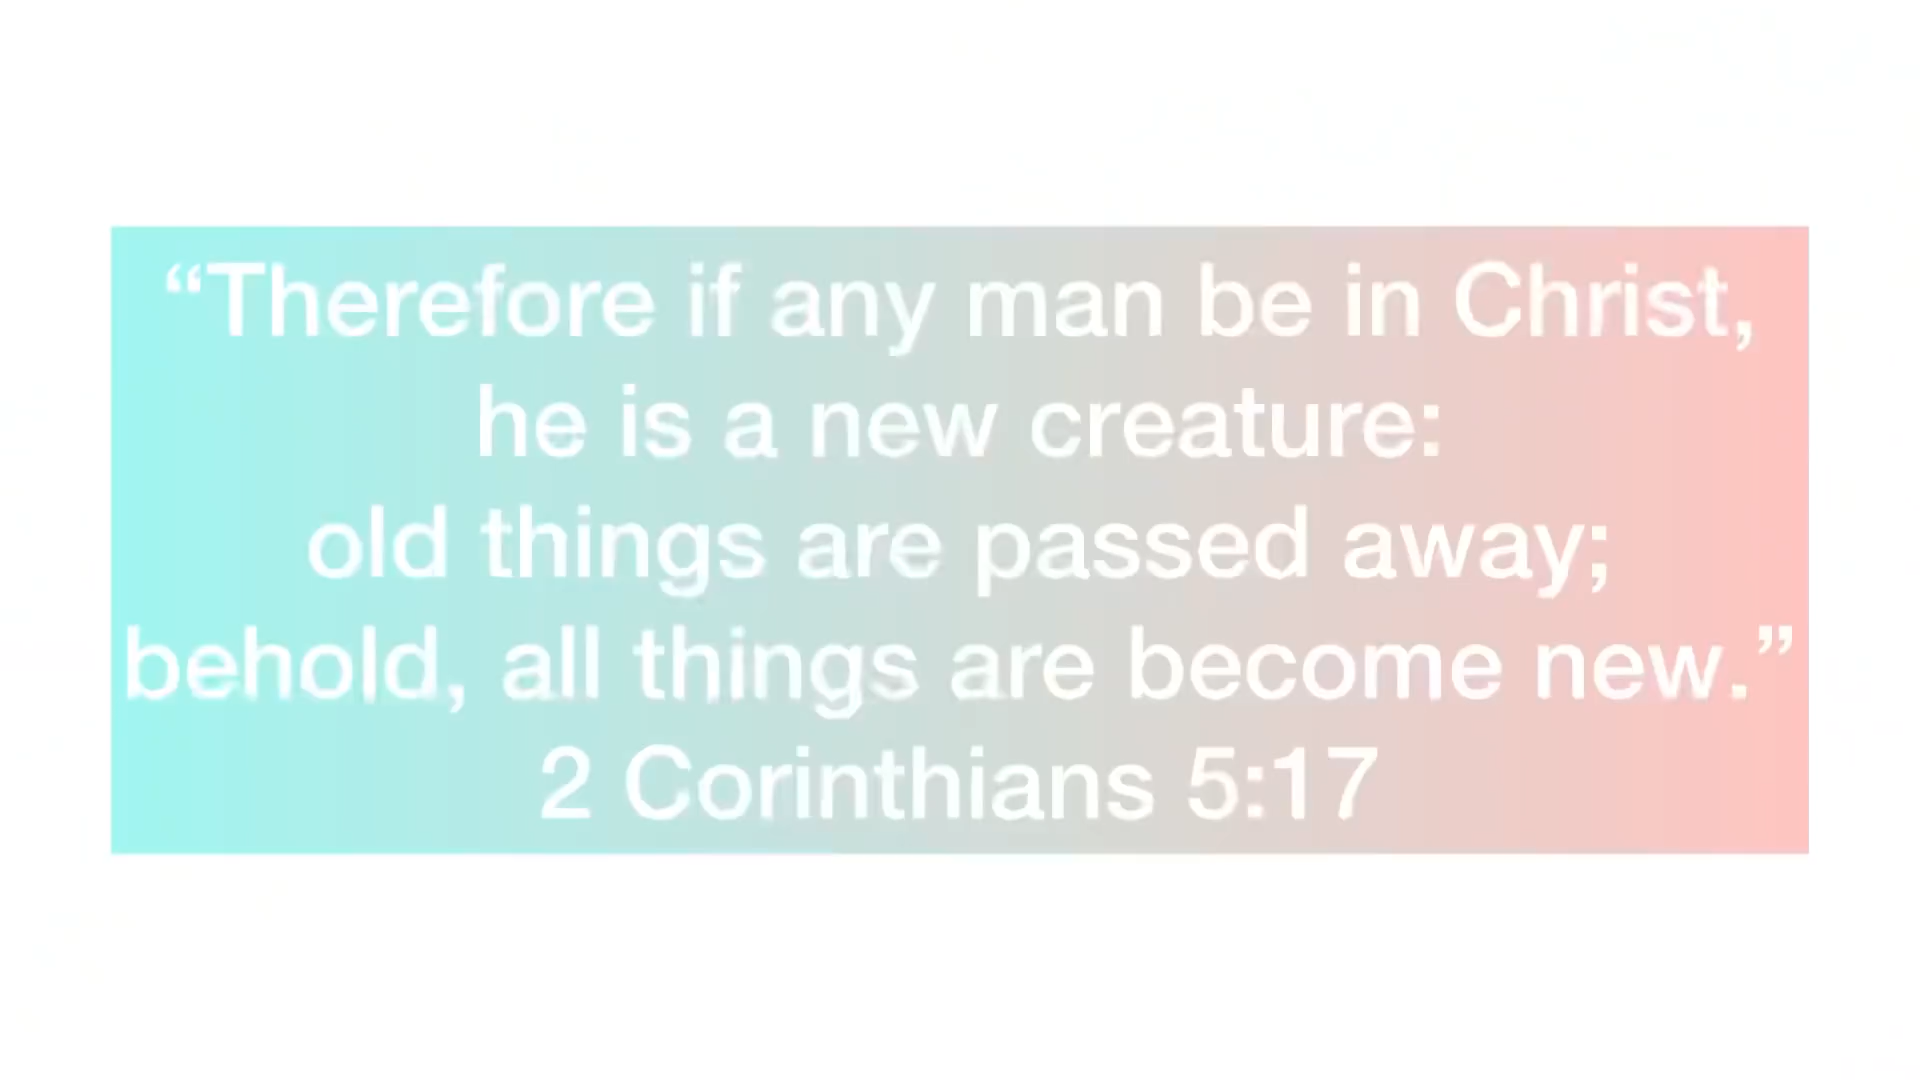 “Therefore if any man be in Christ,
he is a new creature:
old things are passed away;
behold, all things are become new.”
2 Corinthians 5:17